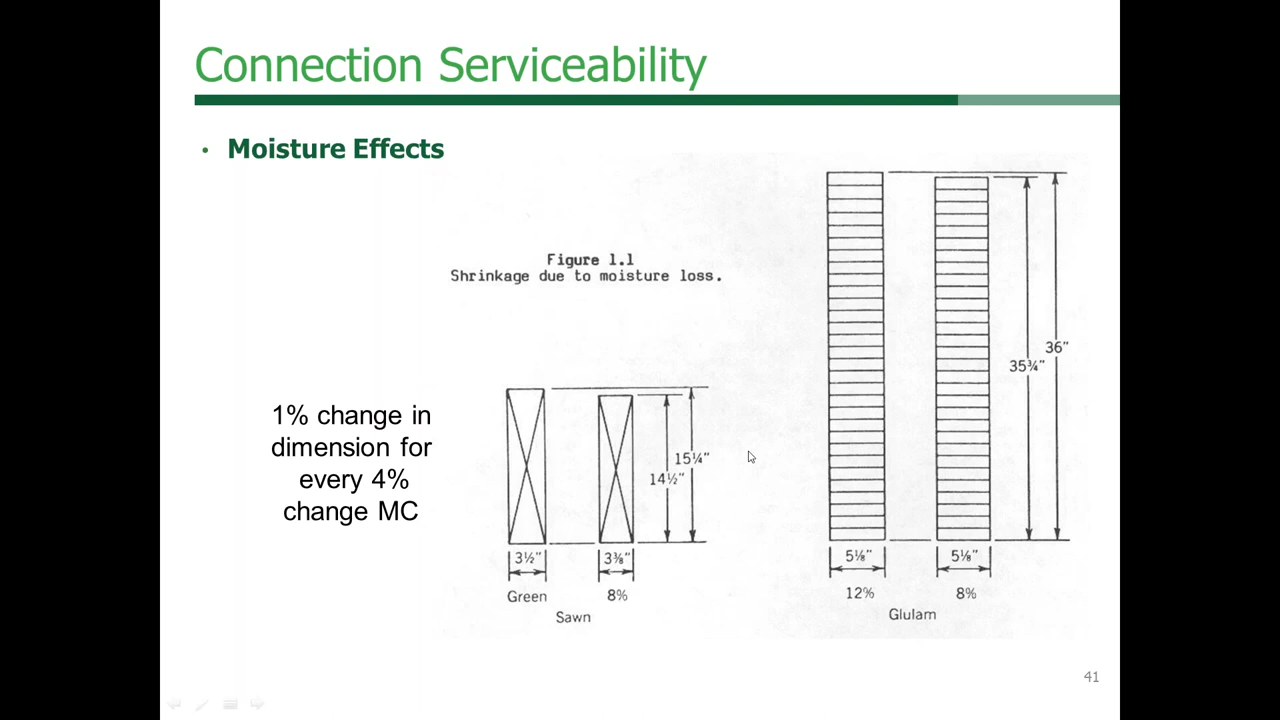 Connection Serviceability
• Moisture Effects
Figure 1.1
Shrinkage due to moisture loss.
1% change in
dimension for
every 4%
change MC
15¼"
14½"
3½"
3⅜"
Green
8%
Sawn
36"
35¾"
5⅛"
5⅛"
12%
8%
Glulam
41